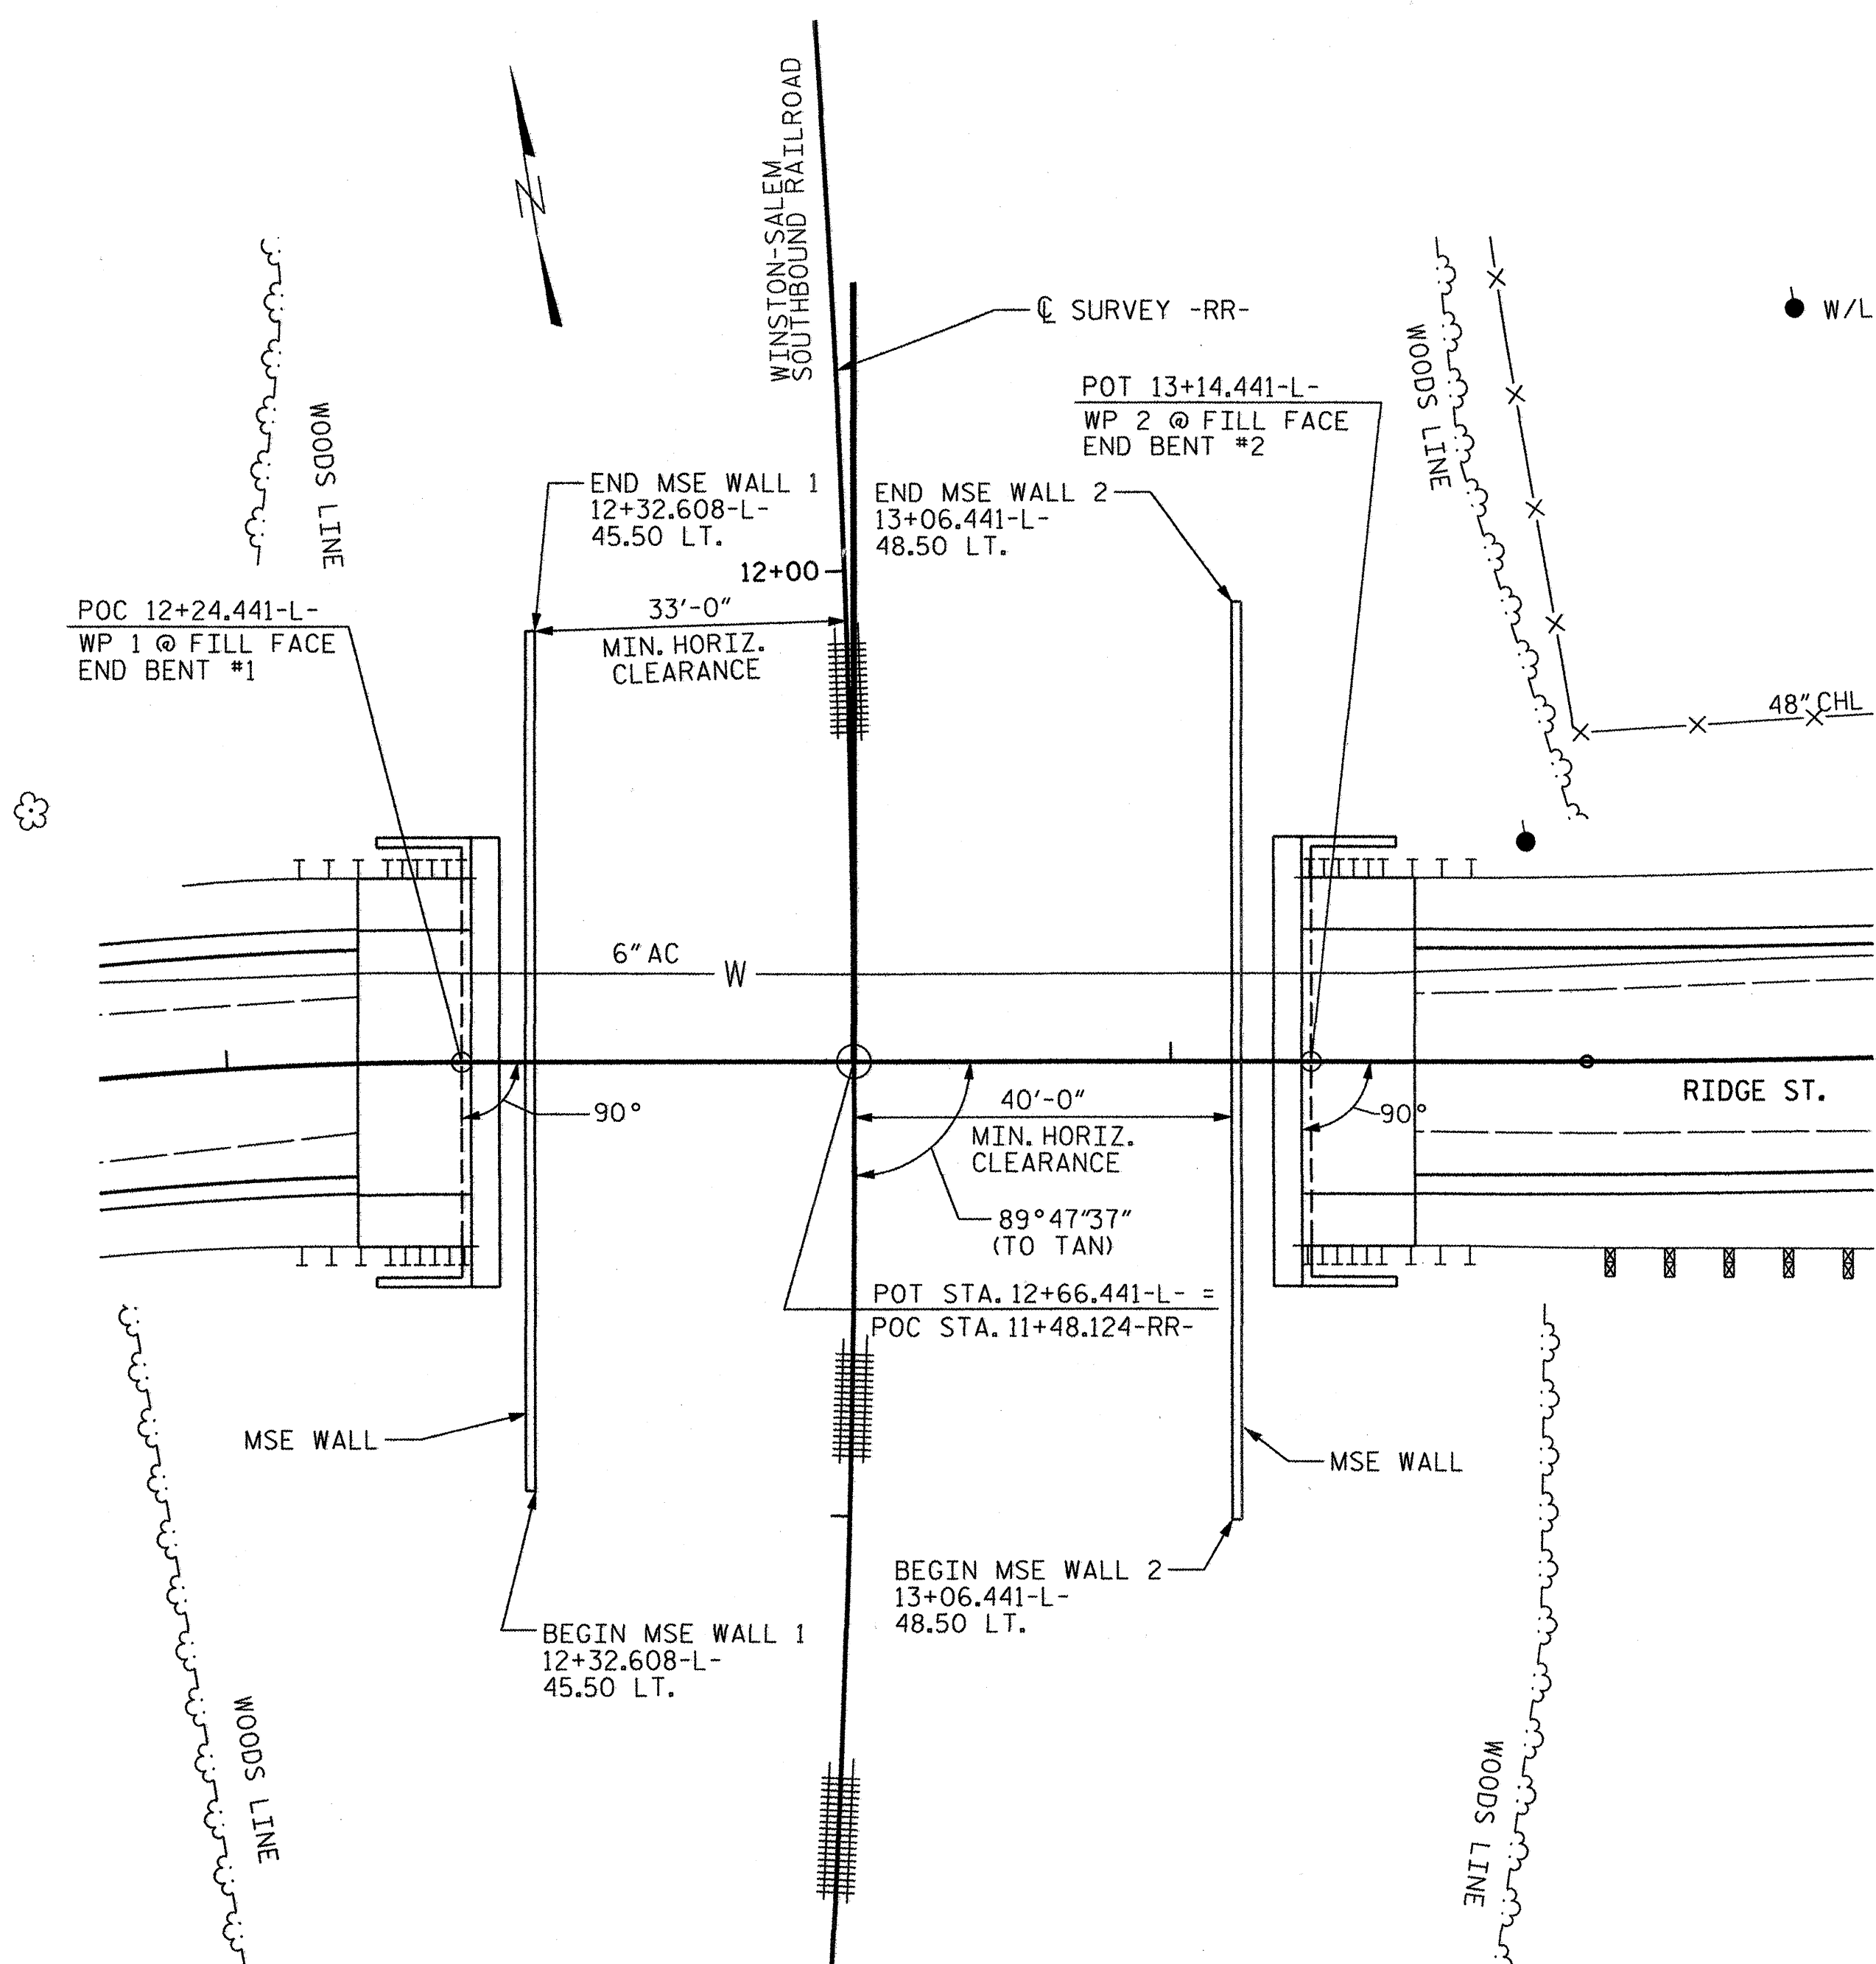 WINSTON-SALEM
SOUTHBOUND RAILROAD
N
℄ SURVEY -RR-
W/L
POT 13+14.441-L-
WP 2 @ FILL FACE
END BENT #2
WOODS LINE
WOODS LINE
END MSE WALL 1
12+32.608-L-
45.50 LT.
END MSE WALL 2
13+06.441-L-
48.50 LT.
12+00
POC 12+24.441-L-
WP 1 @ FILL FACE
END BENT #1
33'-0"
MIN. HORIZ.
CLEARANCE
48" CHL
6" AC
W
90°
40'-0"
MIN. HORIZ.
CLEARANCE
90°
RIDGE ST.
89°47'37"
(TO TAN)
POT STA. 12+66.441-L- =
POC STA. 11+48.124-RR-
MSE WALL
MSE WALL
BEGIN MSE WALL 2
13+06.441-L-
48.50 LT.
BEGIN MSE WALL 1
12+32.608-L-
45.50 LT.
WOODS LINE
WOODS LINE